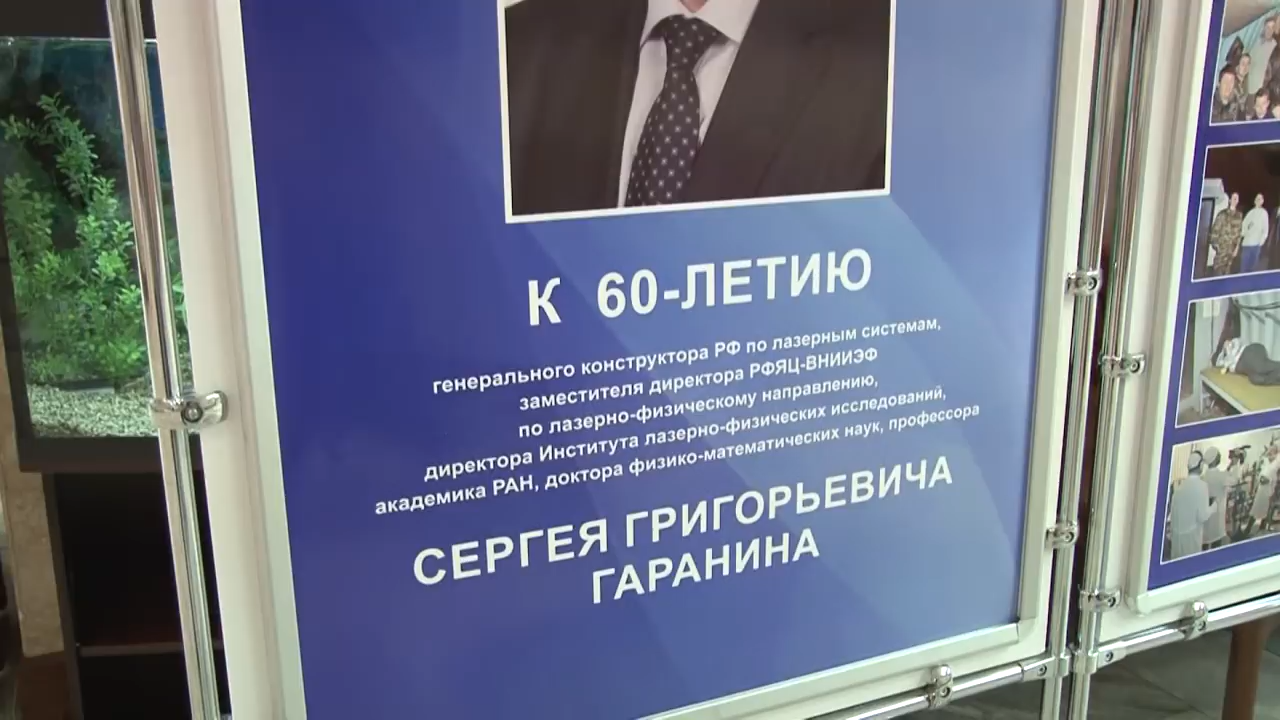 К 60-ЛЕТИЮ
генерального конструктора РФ по лазерным системам,
заместителя директора РФЯЦ-ВНИИЭФ
по лазерно-физическому направлению,
директора Института лазерно-физических исследований,
академика РАН, доктора физико-математических наук, профессора
СЕРГЕЯ ГРИГОРЬЕВИЧА
ГАРАНИНА